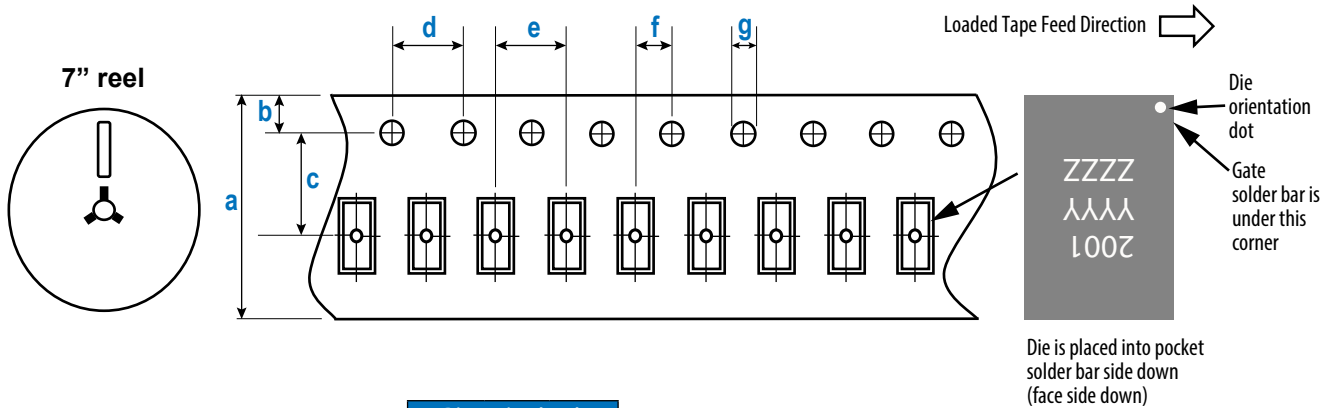 Loaded Tape Feed Direction
7” reel
a
b
c
d
e
f
g
Die
orientation
dot
Gate
solder bar is
under this
corner
2001
YYYY
ZZZZ
Die is placed into pocket
solder bar side down
(face side down)